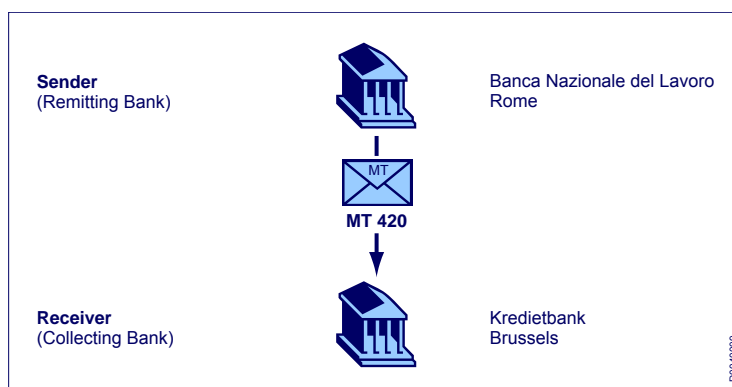 Sender
(Remitting Bank)
Banca Nazionale del Lavoro
Rome
MT
MT 420
Receiver
(Collecting Bank)
Kredietbank
Brussels